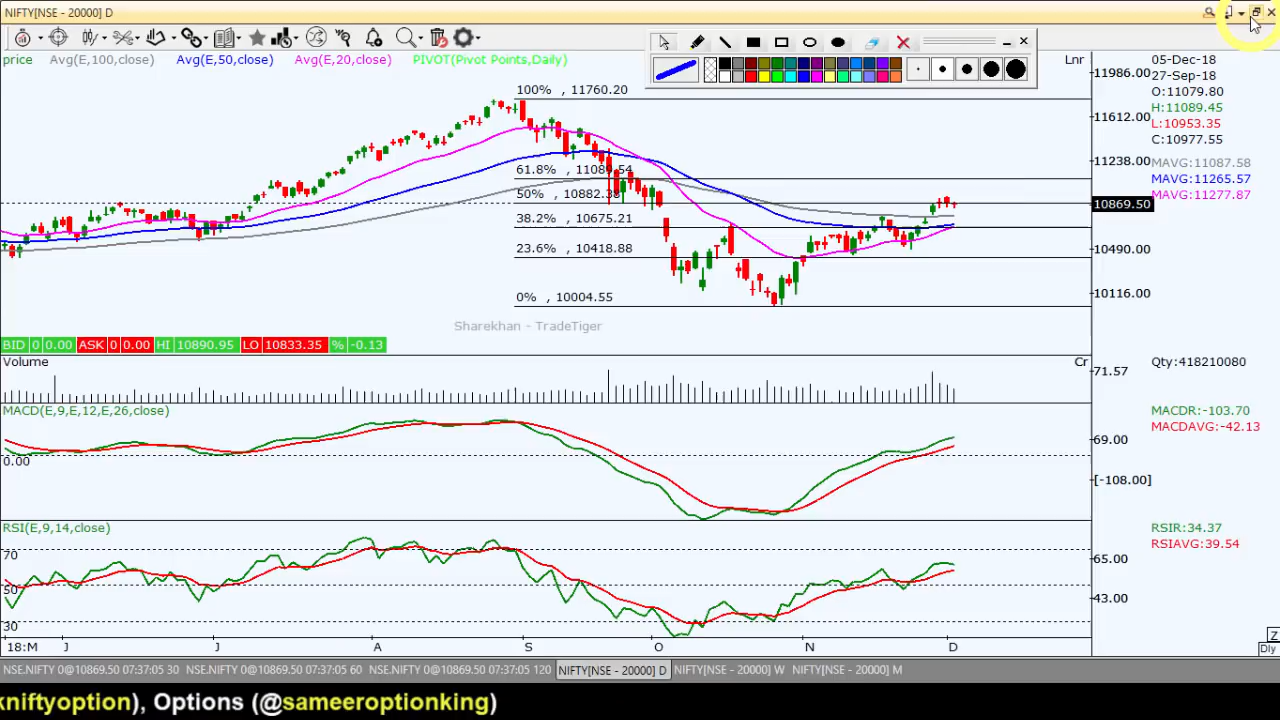 NIFTY[NSE - 20000] D
price Avg(E,100,close) Avg(E,50,close) Avg(E,20,close) PIVOT(Pivot Points,Daily)
Lnr
05-Dec-18
27-Sep-18
O:11079.80
H:11089.45
L:10953.35
C:10977.55
MAVG:11087.58
MAVG:11265.57
MAVG:11277.87
11986.00
11612.00
11238.00
10869.50
10490.00
10116.00
100% , 11760.20
61.8% , 11089.54
50% , 10882.38
38.2% , 10675.21
23.6% , 10418.88
0% , 10004.55
Sharekhan - TradeTiger
BID 0 0.00 ASK 0 0.00 HI 10890.95 LO 10833.35 % -0.13
Volume
Cr
71.57
Qty:418210080
MACD(E,9,E,12,E,26,close)
MACDR:-103.70
MACDAVG:-42.13
69.00
0.00
[-108.00]
RSI(E,9,14,close)
RSIR:34.37
RSIAVG:39.54
70
65.00
50
43.00
30
18:M J J A S O N D
Z
Dly
NSE.NIFTY 0@10869.50 07:37:05 30 NSE.NIFTY 0@10869.50 07:37:05 60 NSE.NIFTY 0@10869.50 07:37:05 120 NIFTY[NSE - 20000] D NIFTY[NSE - 20000] W NIFTY[NSE - 20000] M
kniftyoption), Options (@sameeroptionking)